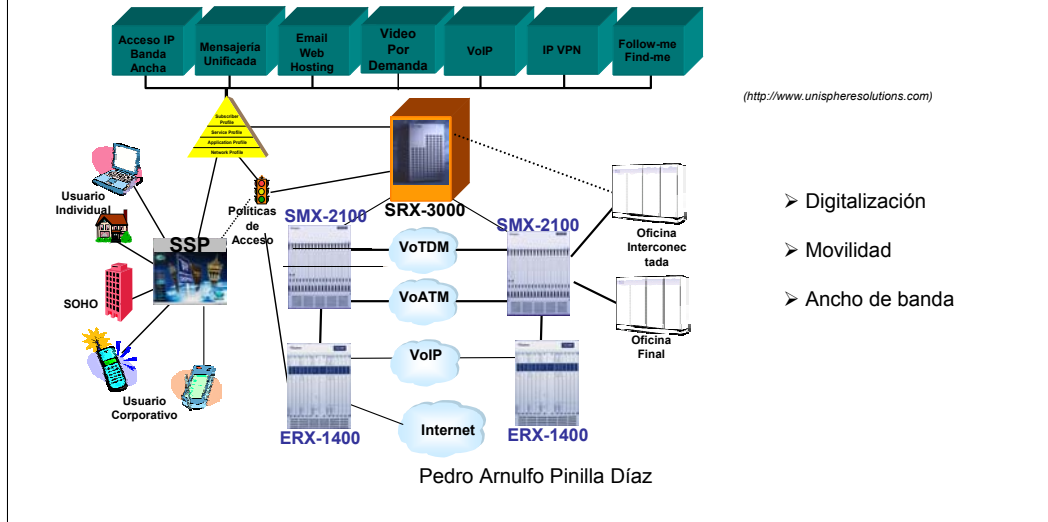 Acceso IP
Banda
Ancha
Mensajería
Unificada
Email
Web
Hosting
Video
Por
Demanda
VoIP
IP VPN
Follow-me
Find-me
(http://www.unispheresolutions.com)
Subscriber
Profile
Service Profile
Application Profile
Network Profile
Usuario
Individual
Políticas
de
Acceso
SRX-3000
SMX-2100
SMX-2100
SSP
VoTDM
Oficina
Interconec
tada
SOHO
VoATM
VoIP
Oficina
Final
Usuario
Corporativo
ERX-1400
Internet
ERX-1400
➢ Digitalización
➢ Movilidad
➢ Ancho de banda
Pedro Arnulfo Pinilla Díaz